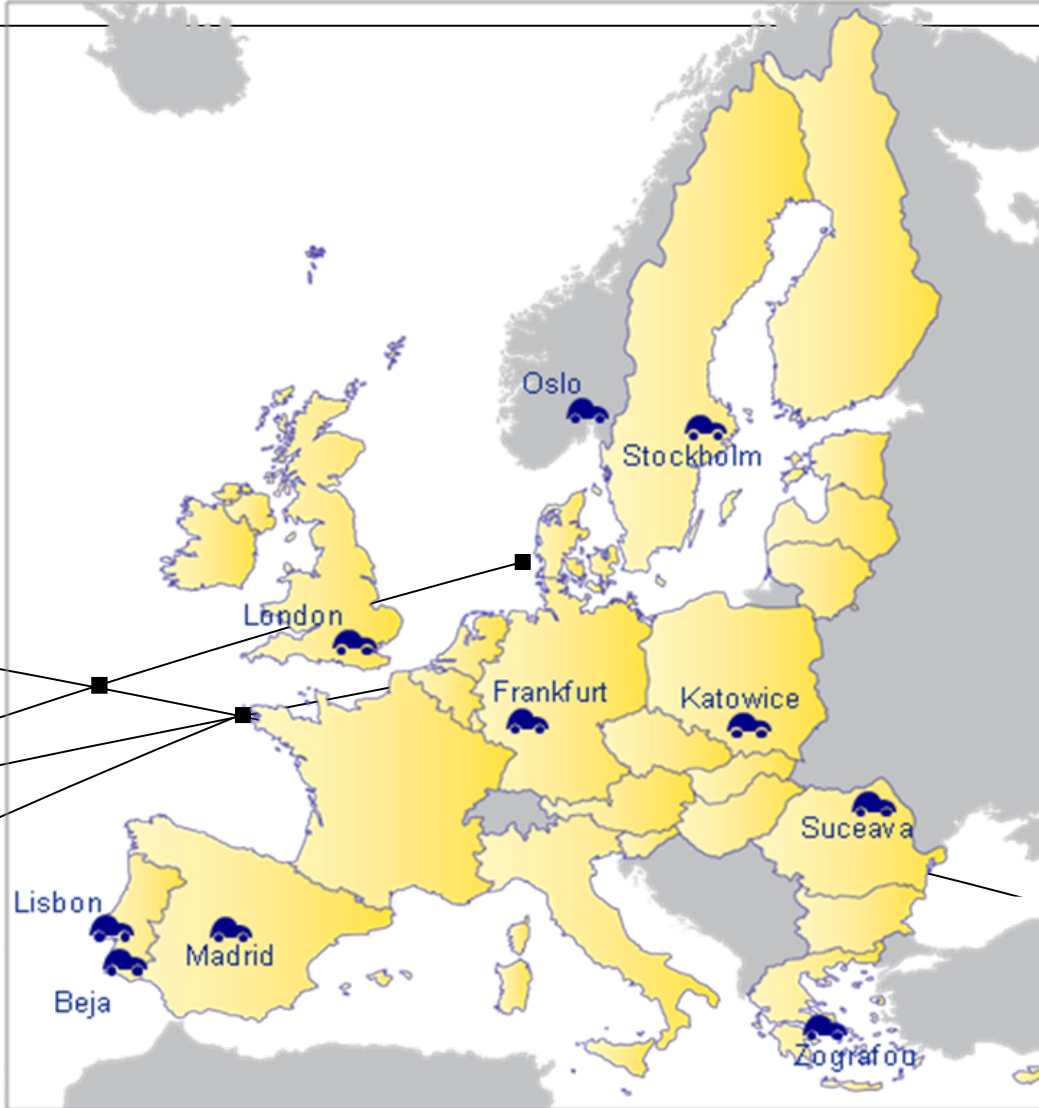 Oslo
Stockholm
London
Frankfurt
Katowice
Suceava
Lisbon
Madrid
Beja
Zografou